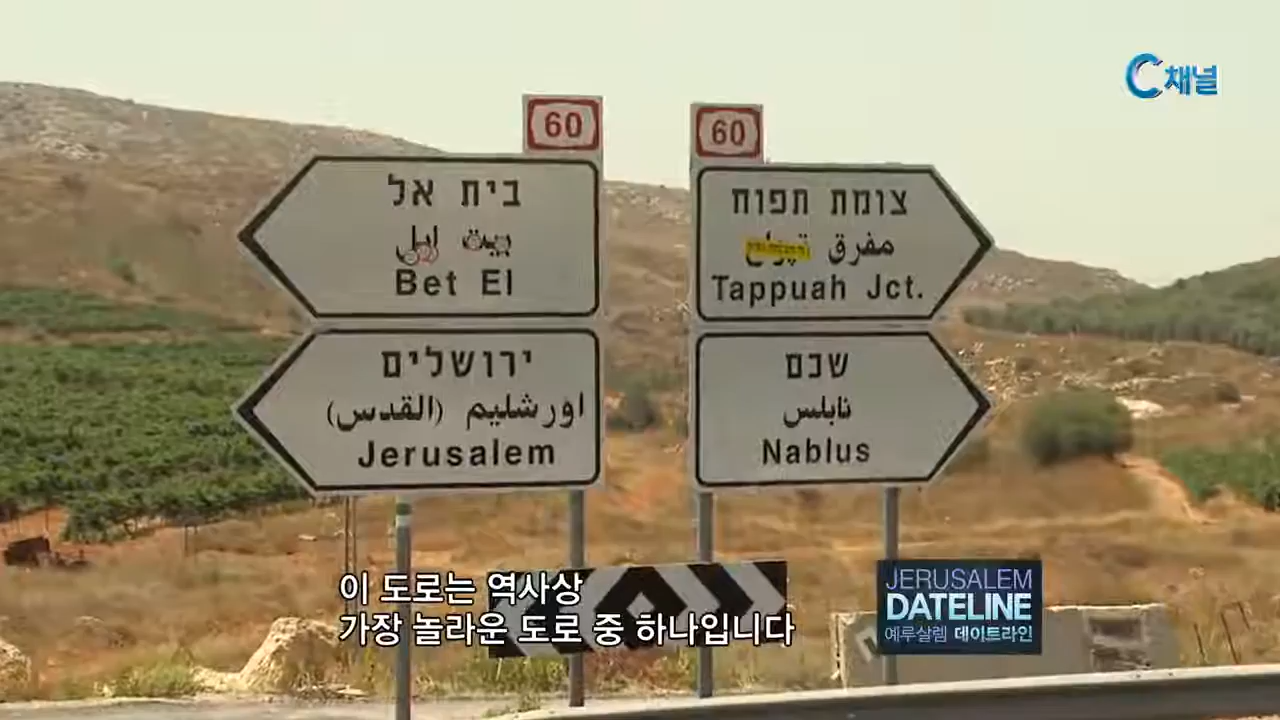 C채널
60
בית אל
بيت ايل
Bet El
ירושלים
اورشليم (القدس)
Jerusalem
60
צומת תפוח
مفرق
Tappuah Jct.
שכם
نابلس
Nablus
이 도로는 역사상
가장 놀라운 도로 중 하나입니다
JERUSALEM
DATELINE
예루살렘 데이트라인